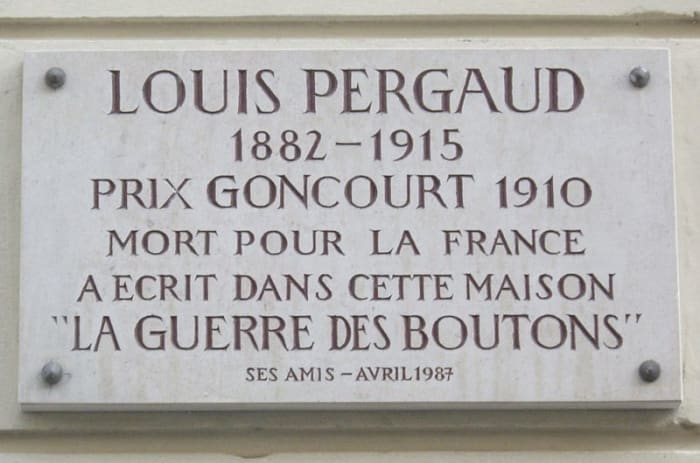 LOUIS PERGAUD
1882-1915
PRIX GONCOURT 1910
MORT POUR LA FRANCE
A ECRIT DANS CETTE MAISON
"LA GUERRE DES BOUTONS"
SES AMIS-AVRIL 1987